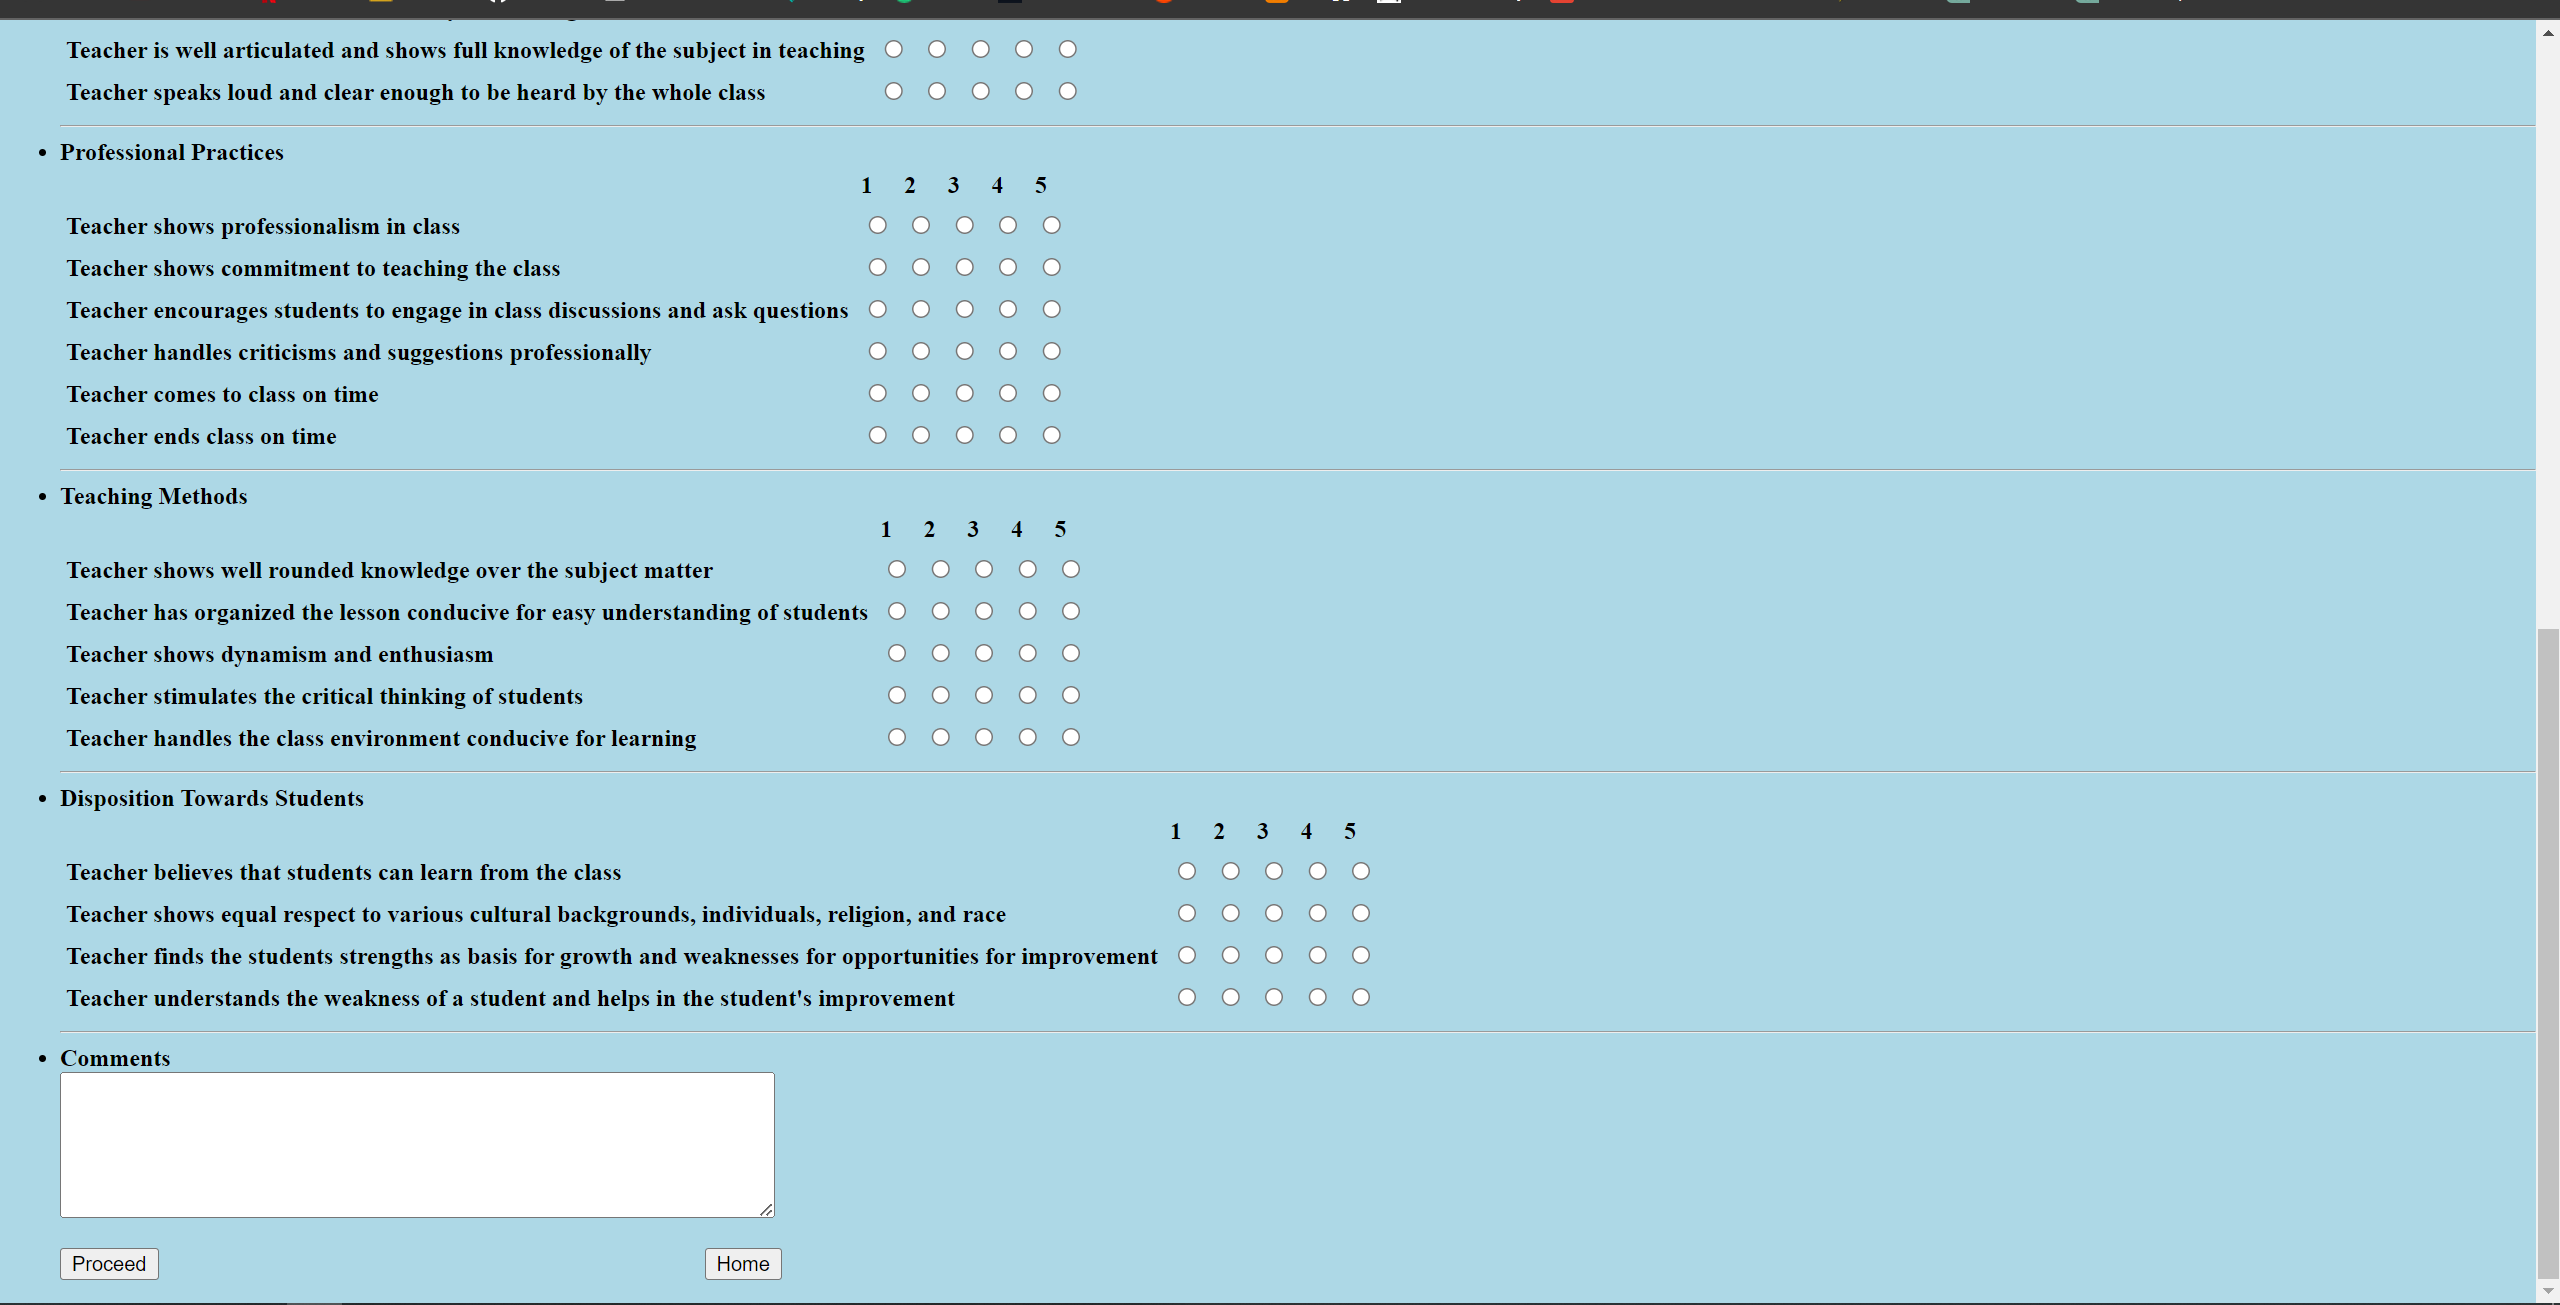 Teacher is well articulated and shows full knowledge of the subject in teaching
Teacher speaks loud and clear enough to be heard by the whole class
• Professional Practices
1 2 3 4 5
Teacher shows professionalism in class
Teacher shows commitment to teaching the class
Teacher encourages students to engage in class discussions and ask questions
Teacher handles criticisms and suggestions professionally
Teacher comes to class on time
Teacher ends class on time
• Teaching Methods
1 2 3 4 5
Teacher shows well rounded knowledge over the subject matter
Teacher has organized the lesson conducive for easy understanding of students
Teacher shows dynamism and enthusiasm
Teacher stimulates the critical thinking of students
Teacher handles the class environment conducive for learning
• Disposition Towards Students
1 2 3 4 5
Teacher believes that students can learn from the class
Teacher shows equal respect to various cultural backgrounds, individuals, religion, and race
Teacher finds the students strengths as basis for growth and weaknesses for opportunities for improvement
Teacher understands the weakness of a student and helps in the student's improvement
• Comments
Proceed Home